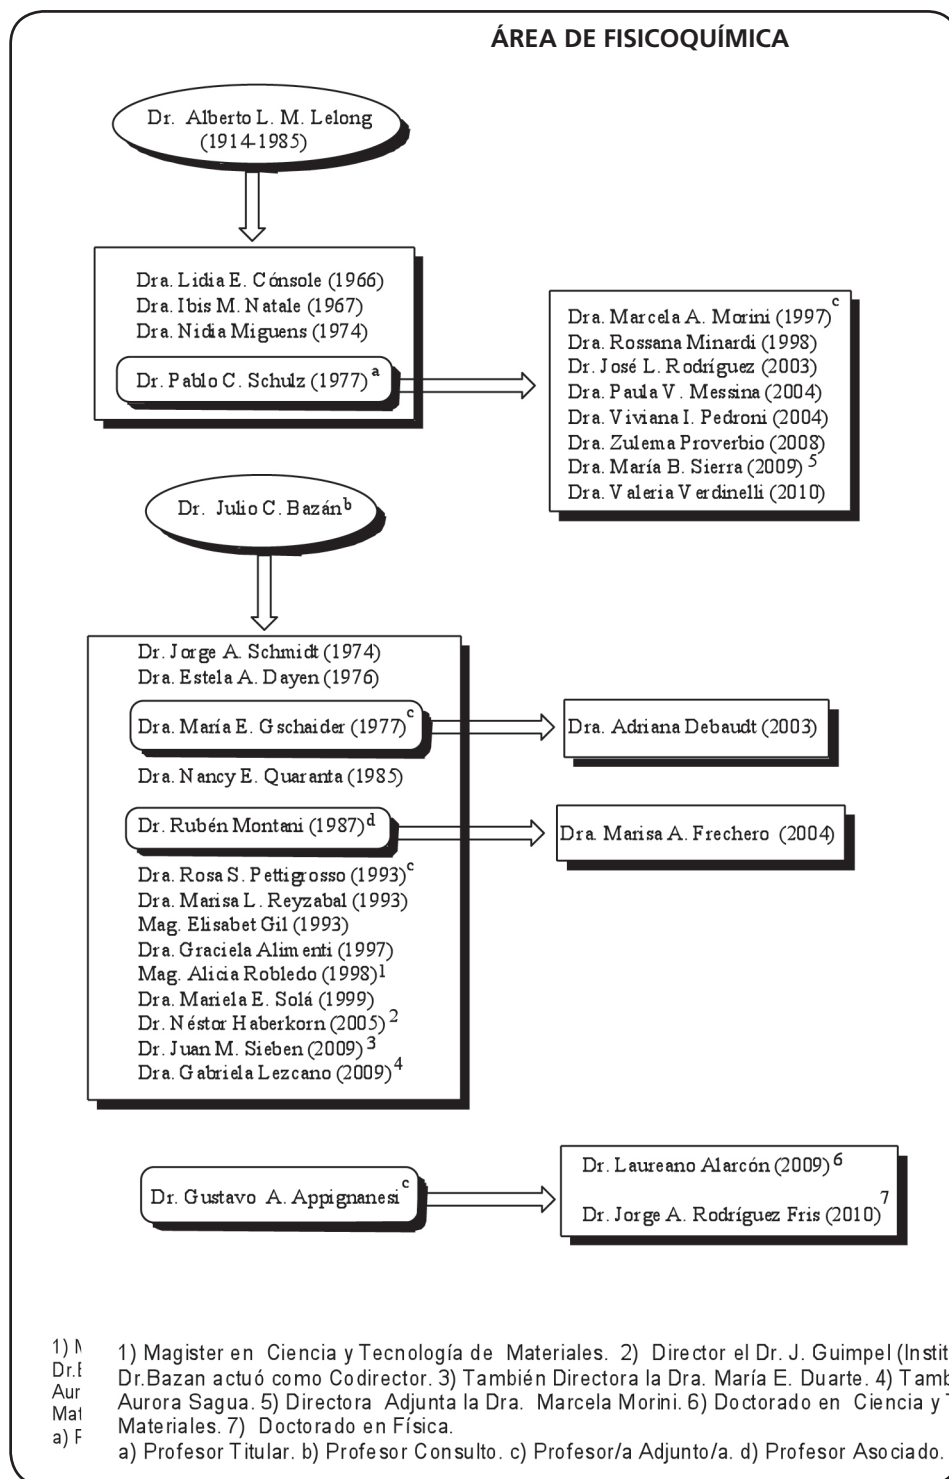 ÁREA DE FISICOQUÍMICA
Dr. Alberto L. M. Lelong
(1914-1985)
Dra. Lidia E. Cónsole (1966)
Dra. Ibis M. Natale (1967)
Dra. Nidia Miguens (1974)
Dr. Pablo C. Schulz (1977) a
Dra. Marcela A. Morini (1997) c
Dra. Rossana Minardi (1998)
Dr. José L. Rodríguez (2003)
Dra. Paula V. Messina (2004)
Dra. Viviana I. Pedroni (2004)
Dra. Zulema Proverbio (2008)
Dra. María B. Sierra (2009) 5
Dra. Valeria Verdinelli (2010)
Dr. Julio C. Bazán b
Dr. Jorge A. Schmidt (1974)
Dra. Estela A. Dayen (1976)
Dra. María E. Gschaider (1977) c
Dra. Adriana Debaudt (2003)
Dra. Nancy E. Quaranta (1985)
Dr. Rubén Montani (1987) d
Dra. Marisa A. Frechero (2004)
Dra. Rosa S. Pettigrosso (1993) c
Dra. Marisa L. Reyzabal (1993)
Mag. Elisabet Gil (1993)
Dra. Graciela Alimenti (1997)
Mag. Alicia Robledo (1998) 1
Dra. Mariela E. Solá (1999)
Dr. Néstor Haberkorn (2005) 2
Dr. Juan M. Sieben (2009) 3
Dra. Gabriela Lezcano (2009) 4
Dr. Gustavo A. Appignanesi c
Dr. Laureano Alarcón (2009) 6
Dr. Jorge A. Rodríguez Fris (2010) 7
1) Magister en Ciencia y Tecnología de Materiales. 2) Director el Dr. J. Guimpel (Instit
Dr.Bazan actuó como Codirector. 3) También Directora la Dra. María E. Duarte. 4) Tamb
Aurora Sagua. 5) Directora Adjunta la Dra. Marcela Morini. 6) Doctorado en Ciencia y
Materiales. 7) Doctorado en Física.
a) Profesor Titular. b) Profesor Consulto. c) Profesor/a Adjunto/a. d) Profesor Asociado.